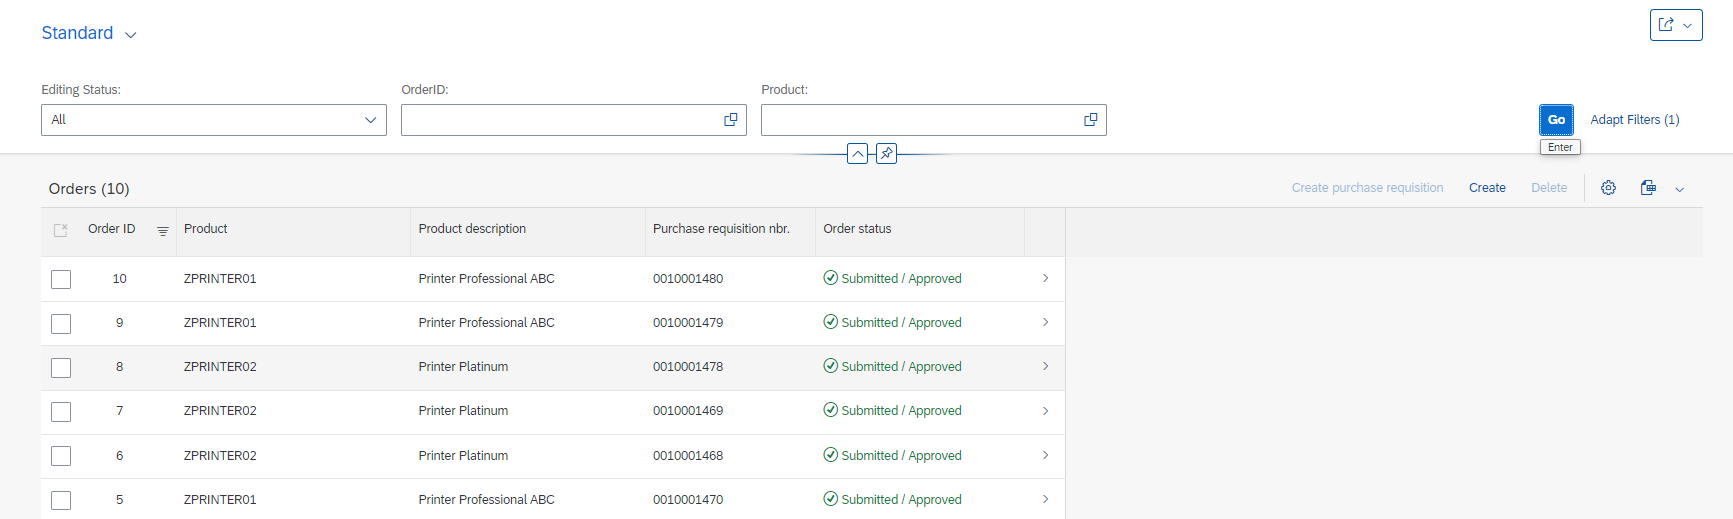 Standard
Editing Status:
OrderID:
Product:
All
Go
Adapt Filters (1)
Enter
Orders (10)
Create purchase requisition
Create
Delete
Order ID
Product
Product description
Purchase requisition nbr.
Order status
10 ZPRINTER01 Printer Professional ABC 0010001480 Submitted / Approved
9 ZPRINTER01 Printer Professional ABC 0010001479 Submitted / Approved
8 ZPRINTER02 Printer Platinum 0010001478 Submitted / Approved
7 ZPRINTER02 Printer Platinum 0010001469 Submitted / Approved
6 ZPRINTER02 Printer Platinum 0010001468 Submitted / Approved
5 ZPRINTER01 Printer Professional ABC 0010001470 Submitted / Approved